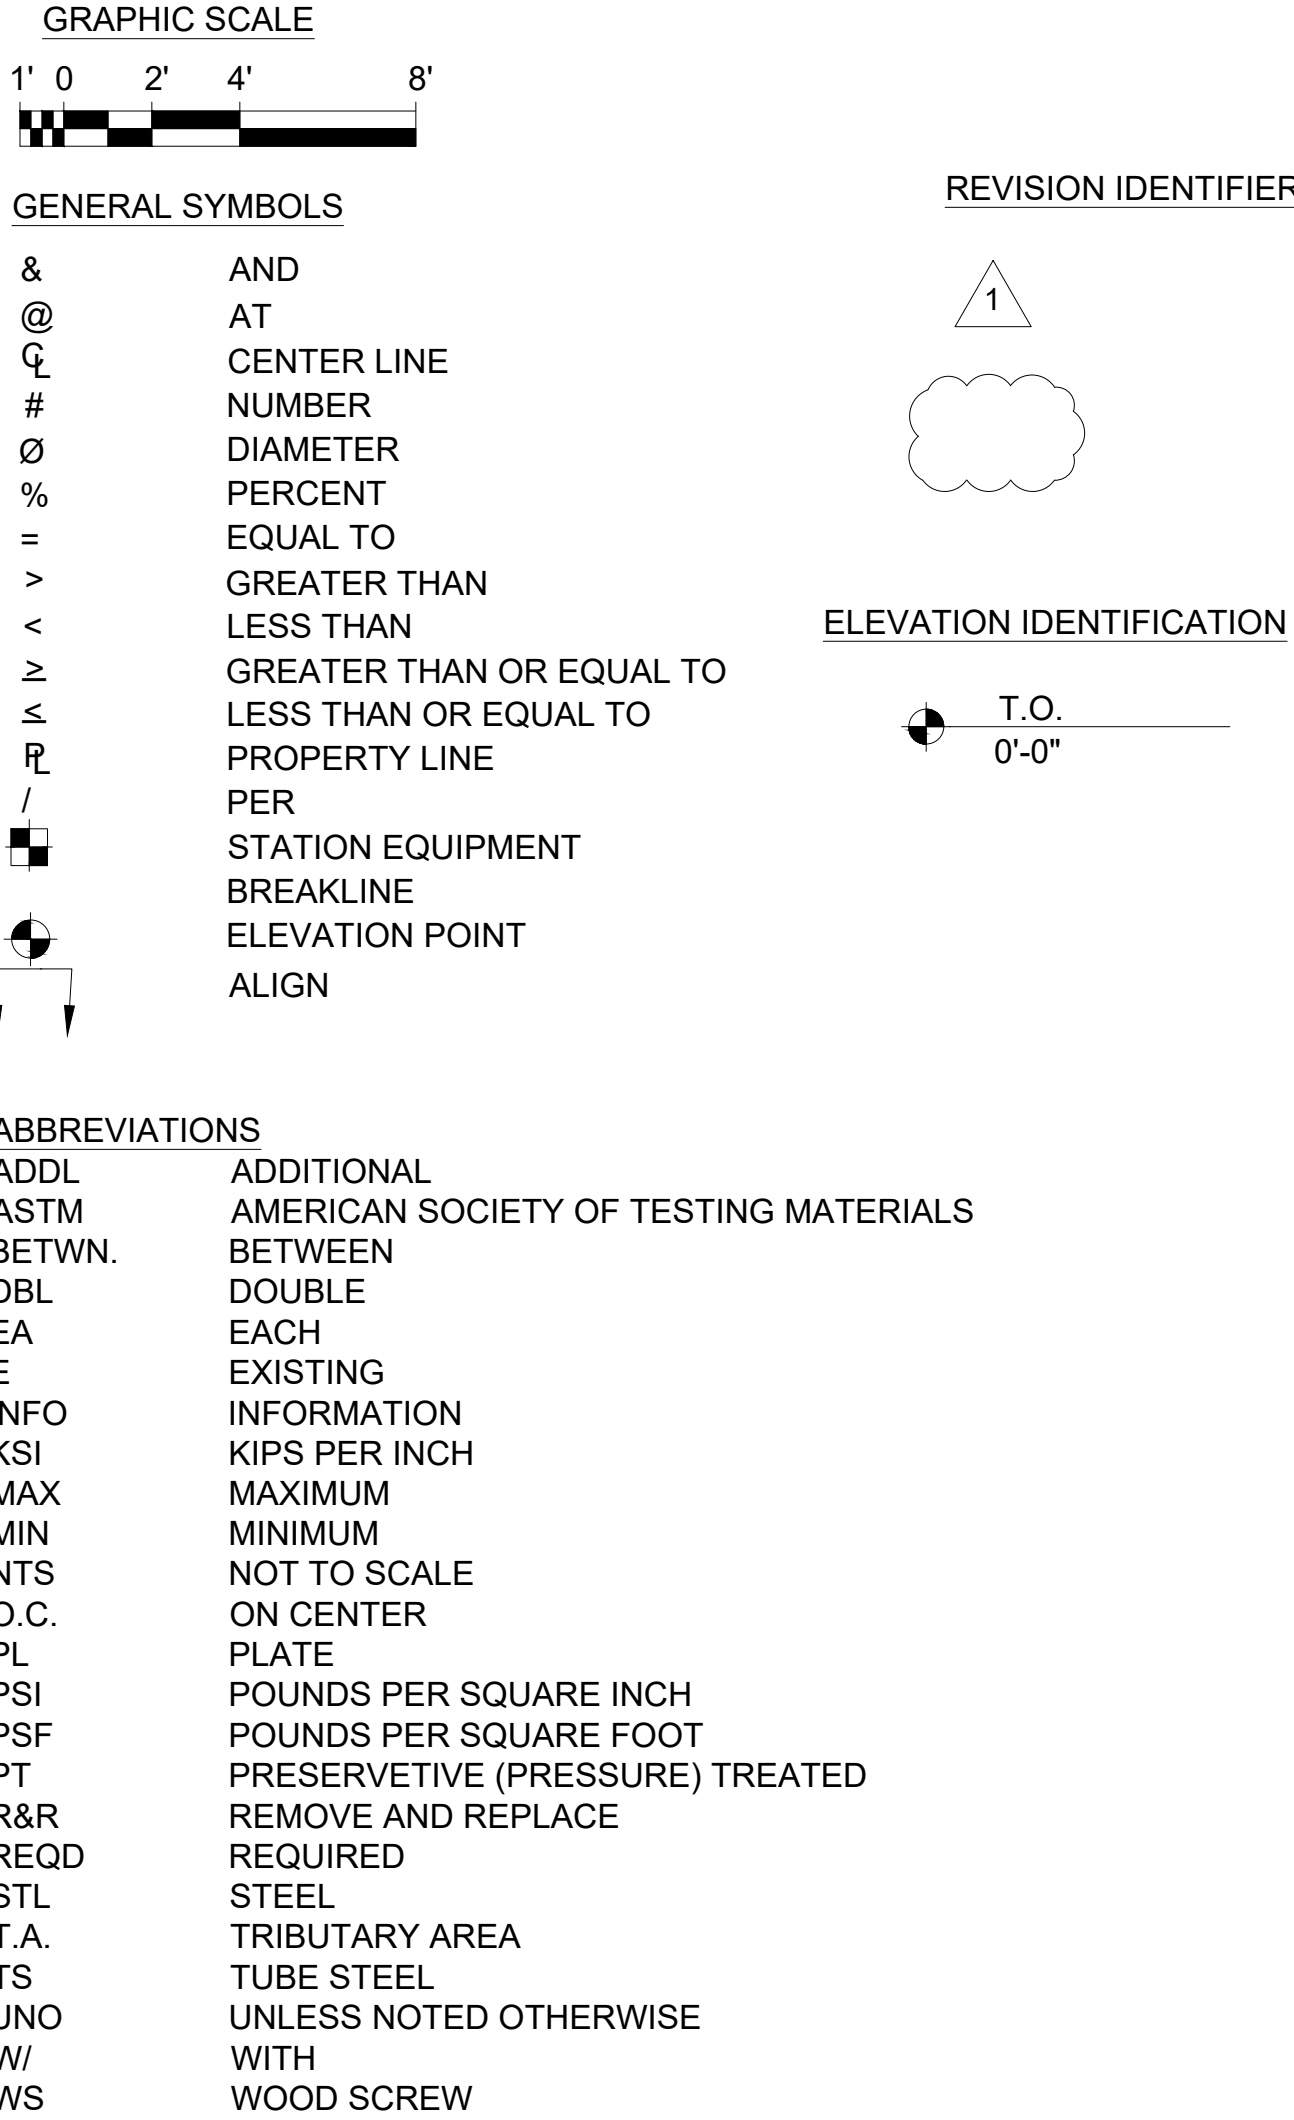 GRAPHIC SCALE
1' 0 2' 4' 8'
GENERAL SYMBOLS
& AND
@ AT
℄ CENTER LINE
# NUMBER
Ø DIAMETER
% PERCENT
= EQUAL TO
> GREATER THAN
< LESS THAN
≥ GREATER THAN OR EQUAL TO
≤ LESS THAN OR EQUAL TO
PL PROPERTY LINE
/ PER
STATION EQUIPMENT
BREAKLINE
ELEVATION POINT
ALIGN
REVISION IDENTIFIER
1
ELEVATION IDENTIFICATION
T.O.
0'-0"
ABBREVIATIONS
ADDL ADDITIONAL
ASTM AMERICAN SOCIETY OF TESTING MATERIALS
BETWN. BETWEEN
DBL DOUBLE
EA EACH
E EXISTING
INFO INFORMATION
KSI KIPS PER INCH
MAX MAXIMUM
MIN MINIMUM
NTS NOT TO SCALE
O.C. ON CENTER
PL PLATE
PSI POUNDS PER SQUARE INCH
PSF POUNDS PER SQUARE FOOT
PT PRESERVETIVE (PRESSURE) TREATED
R&R REMOVE AND REPLACE
REQD REQUIRED
STL STEEL
T.A. TRIBUTARY AREA
TS TUBE STEEL
UNO UNLESS NOTED OTHERWISE
W/ WITH
WS WOOD SCREW